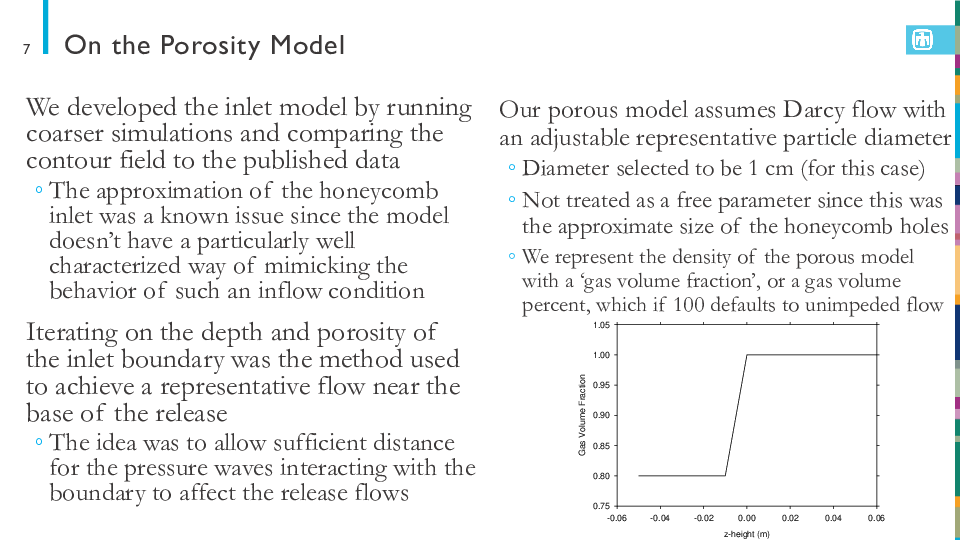 7
On the Porosity Model
We developed the inlet model by running
coarser simulations and comparing the
contour field to the published data
° The approximation of the honeycomb
inlet was a known issue since the model
doesn’t have a particularly well
characterized way of mimicking the
behavior of such an inflow condition
Iterating on the depth and porosity of
the inlet boundary was the method used
to achieve a representative flow near the
base of the release
° The idea was to allow sufficient distance
for the pressure waves interacting with the
boundary to affect the release flows
Our porous model assumes Darcy flow with
an adjustable representative particle diameter
° Diameter selected to be 1 cm (for this case)
° Not treated as a free parameter since this was
the approximate size of the honeycomb holes
° We represent the density of the porous model
with a ‘gas volume fraction’, or a gas volume
percent, which if 100 defaults to unimpeded flow
Gas Volume Fraction
1.05
1.00
0.95
0.90
0.85
0.80
0.75
-0.06 -0.04 -0.02 0.00 0.02 0.04 0.06
z-height (m)